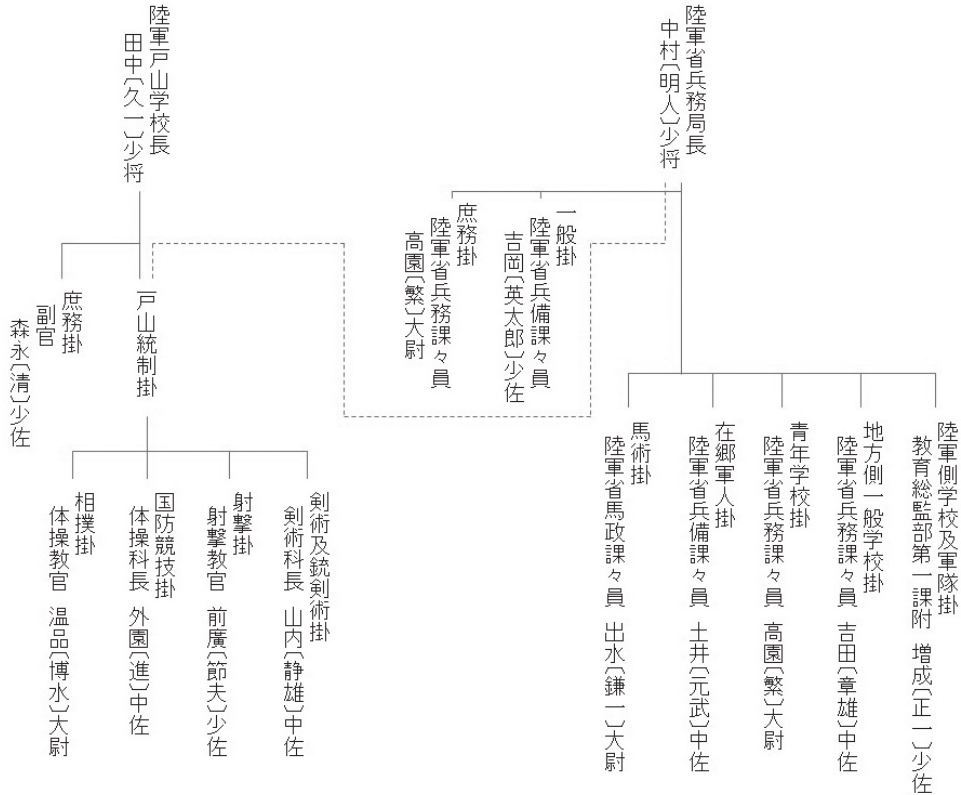 陸軍省兵務局長
中村〔明人〕少将
一般掛
陸軍省兵備課々員
吉岡〔英太郎〕少佐
庶務掛
陸軍省兵務課々員
高園〔繁〕大尉
陸軍側学校及軍隊掛
教育総監部第一課附 増成〔正一〕少佐
地方側一般学校掛
陸軍省兵務課々員 吉田〔章雄〕中佐
青年学校掛
陸軍省兵務課々員 高園〔繁〕大尉
在郷軍人掛
陸軍省兵備課々員 土井〔元武〕中佐
馬術掛
陸軍省馬政課々員 出水〔鎌一〕大尉
陸軍戸山学校長
田中〔久一〕少将
戸山統制掛
庶務掛
副官
森永〔清〕少佐
剣術及銃剣術掛
剣術科長 山内〔静雄〕中佐
射撃掛
射撃教官 前廣〔節夫〕少佐
国防競技掛
体操科長 外園〔進〕中佐
相撲掛
体操教官 温品〔博水〕大尉